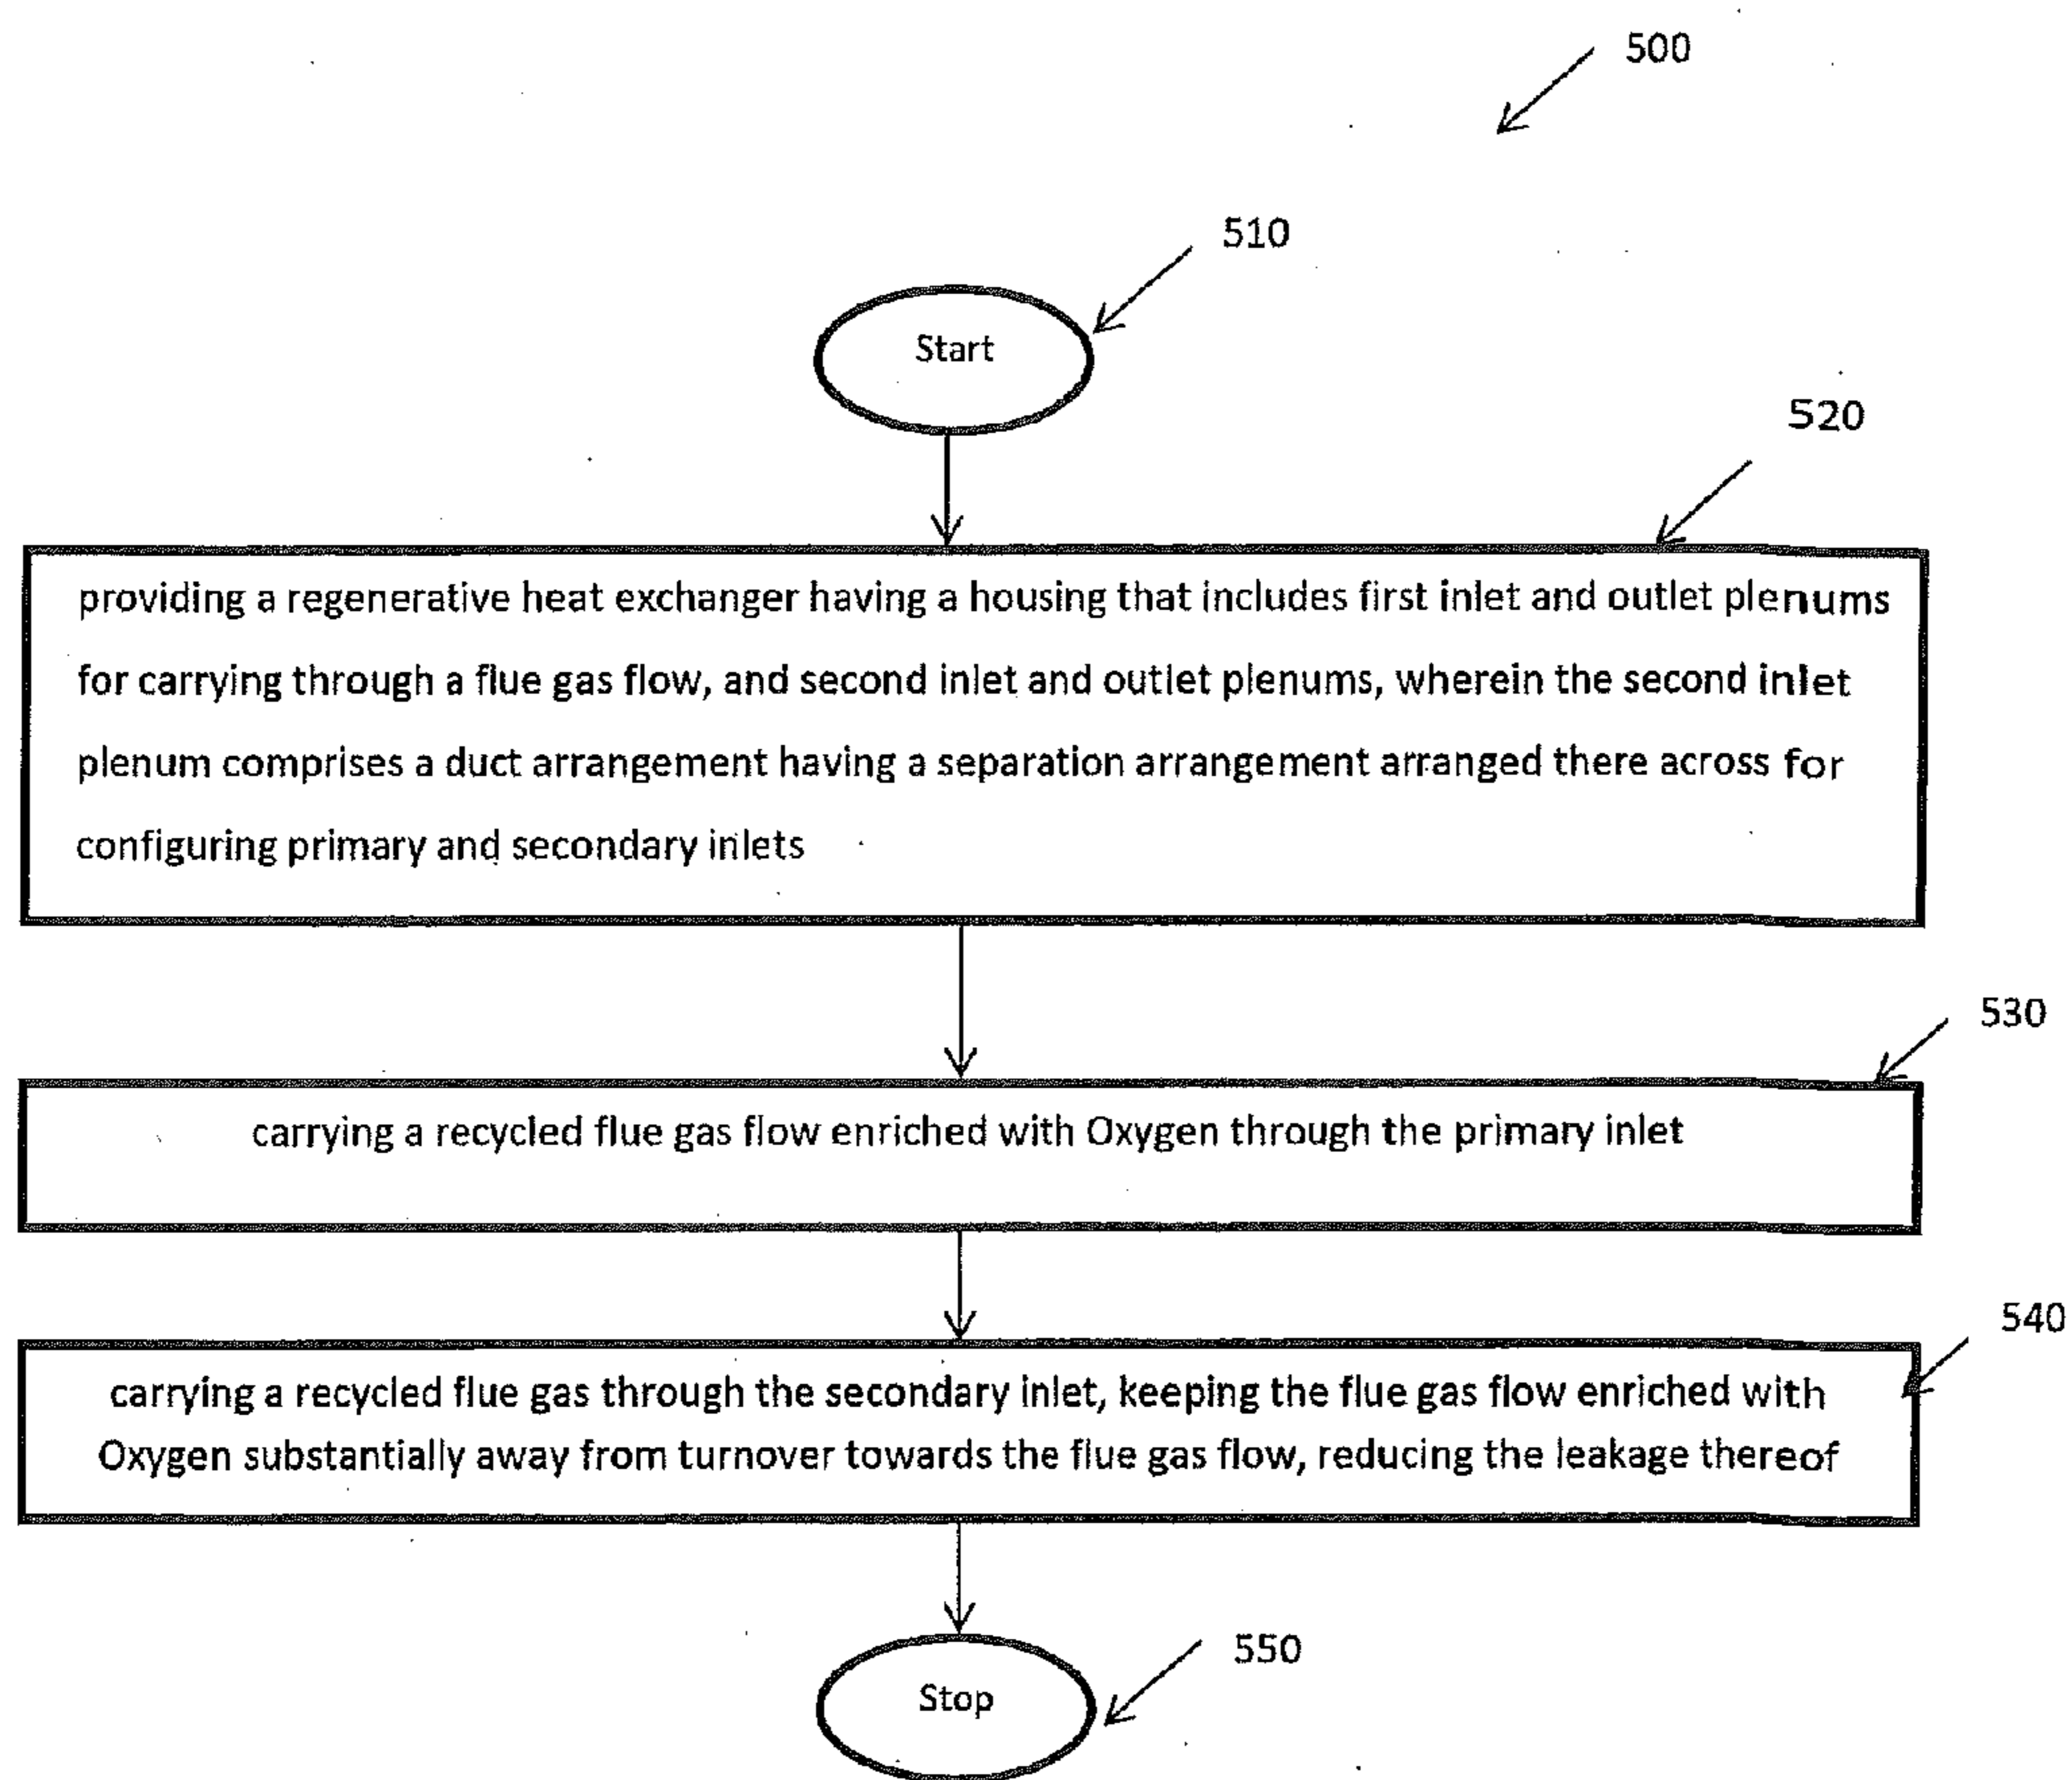 500
510
Start
520
providing a regenerative heat exchanger having a housing that includes first inlet and outlet plenums
for carrying through a flue gas flow, and second inlet and outlet plenums, wherein the second inlet
plenum comprises a duct arrangement having a separation arrangement arranged there across for
configuring primary and secondary inlets
530
carrying a recycled flue gas flow enriched with Oxygen through the primary inlet
540
carrying a recycled flue gas through the secondary inlet, keeping the flue gas flow enriched with
Oxygen substantially away from turnover towards the flue gas flow, reducing the leakage thereof
550
Stop